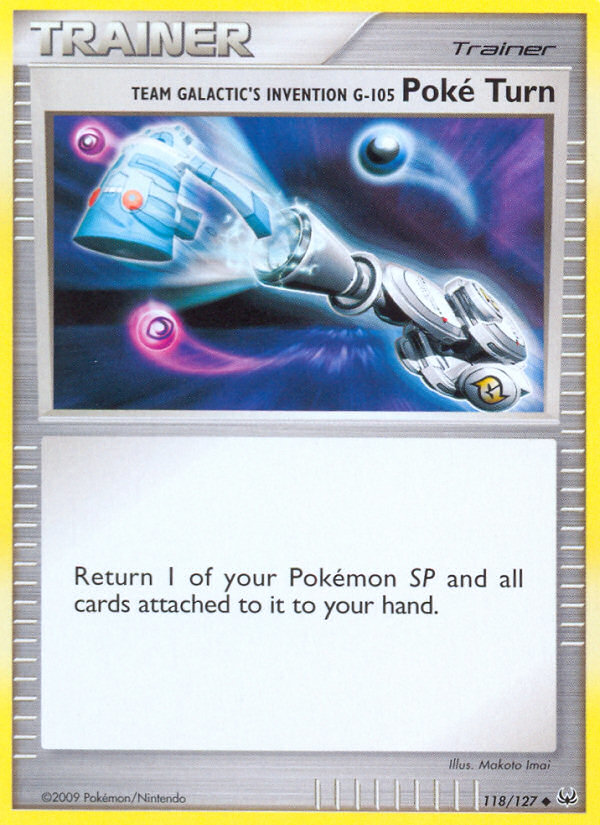 TRAINER
Trainer
TEAM GALACTIC'S INVENTION G-105 Poké Turn
Return 1 of your Pokémon SP and all
cards attached to it to your hand.
Illus. Makoto Imai
©2009 Pokémon/Nintendo
118/127